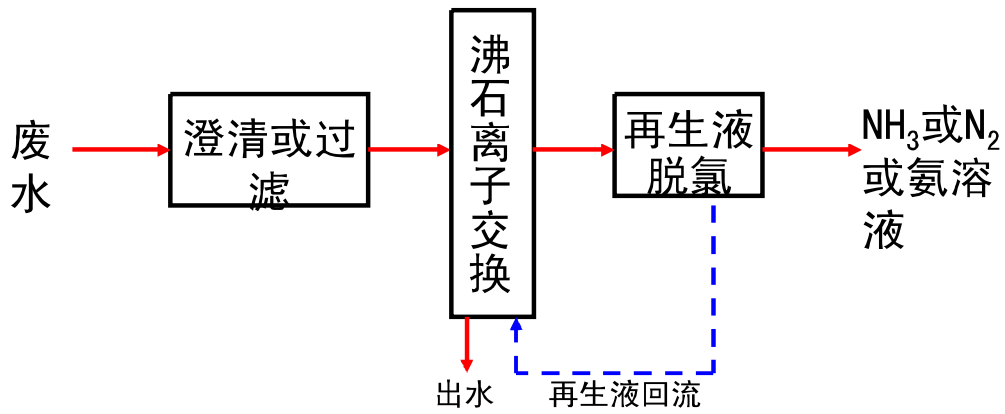 废
水
澄清或过
滤
沸
石
离
子
交
换
再生液
脱氯
NH3或N2
或氨溶
液
出水
再生液回流